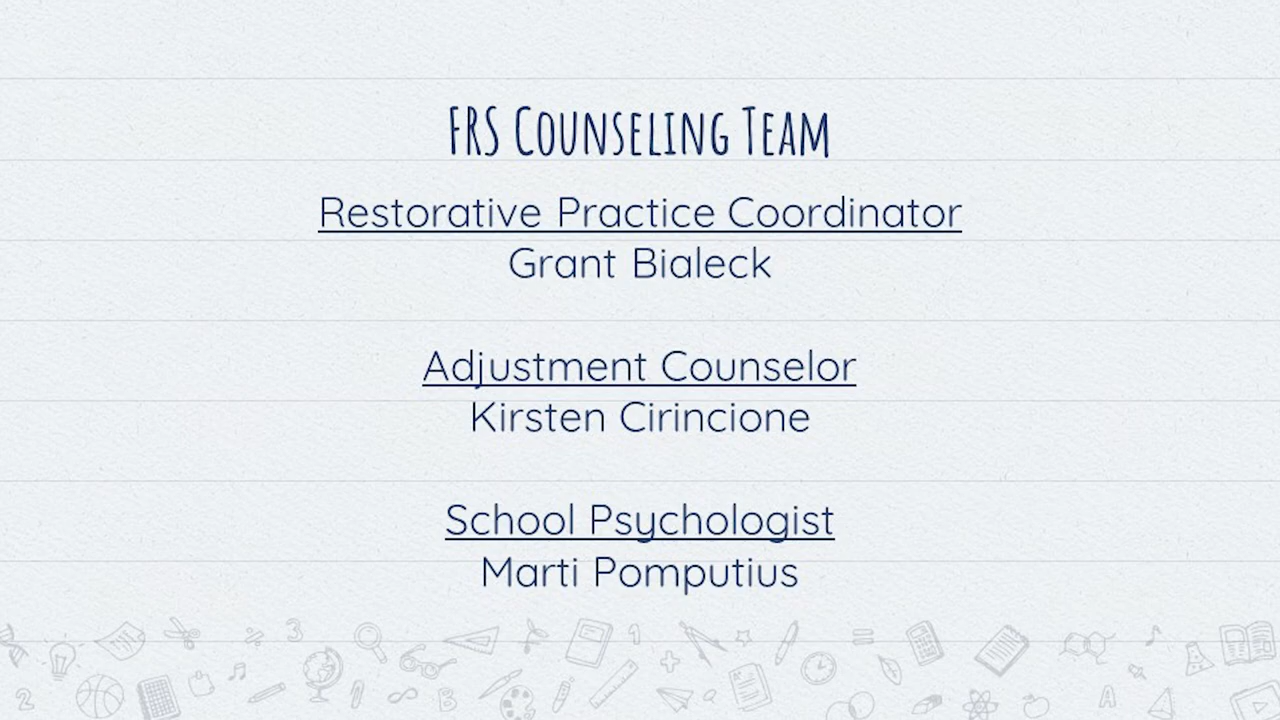 FRS Counseling Team
Restorative Practice Coordinator
Grant Bialeck
Adjustment Counselor
Kirsten Cirincione
School Psychologist
Marti Pomputius